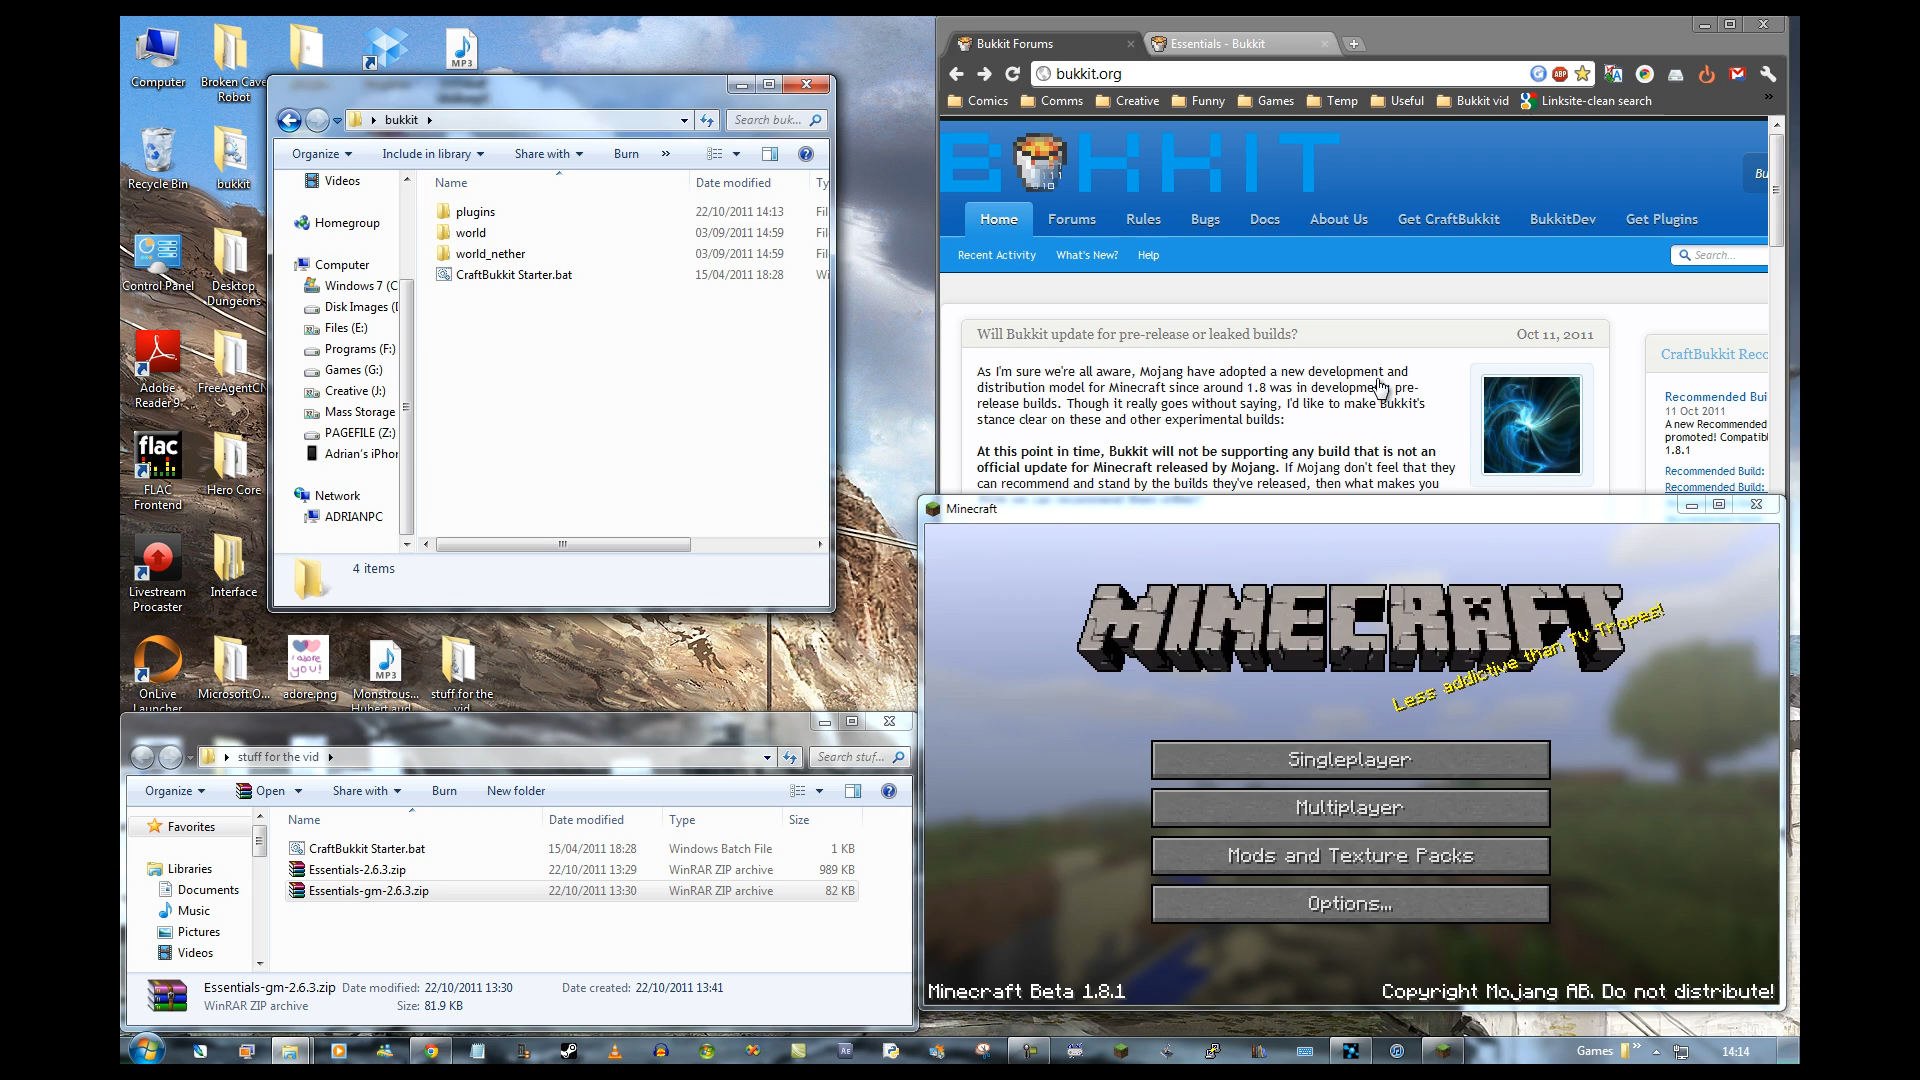 Computer
Broken Cave
Robot
MP3
Recycle Bin
bukkit
Control Panel
Desktop
Dungeons
Adobe
Reader 9
FreeAgentCN
flac
FLAC
Frontend
Hero Core
Livestream
Procaster
Interface
OnLive
Launcher
Microsoft.O...
i adore
you!
adore.png
MP3
Monstrous...
Hubert aud...
stuff for the
vid
bukkit
Search buk...
Organize
Include in library
Share with
Burn
»
Videos
Homegroup
Computer
Windows 7 (C
Disk Images (
Files (E:)
Programs (F:)
Games (G:)
Creative (J:)
Mass Storage
PAGEFILE (Z:)
Adrian's iPhor
Network
ADRIANPC
Name Date modified Ty
plugins 22/10/2011 14:13 Fil
world 03/09/2011 14:59 Fil
world_nether 03/09/2011 14:59 Fil
CraftBukkit Starter.bat 15/04/2011 18:28 Wi
4 items
stuff for the vid
Search stuf...
Organize Open Share with Burn New folder
Favorites
Libraries
Documents
Music
Pictures
Videos
Name Date modified Type Size
CraftBukkit Starter.bat 15/04/2011 18:28 Windows Batch File 1 KB
Essentials-2.6.3.zip 22/10/2011 13:29 WinRAR ZIP archive 989 KB
Essentials-gm-2.6.3.zip 22/10/2011 13:30 WinRAR ZIP archive 82 KB
Essentials-gm-2.6.3.zip Date modified: 22/10/2011 13:30 Date created: 22/10/2011 13:41
WinRAR ZIP archive Size: 81.9 KB
Bukkit Forums
Essentials - Bukkit
bukkit.org
ABP
Comics Comms Creative Funny Games Temp Useful Bukkit vid Linksite-clean search »
BUKKIT
Bu
Home Forums Rules Bugs Docs About Us Get CraftBukkit BukkitDev Get Plugins
Recent Activity What's New? Help
Search...
Will Bukkit update for pre-release or leaked builds? Oct 11, 2011
As I'm sure we're all aware, Mojang have adopted a new development and
distribution model for Minecraft since around 1.8 was in development: pre-
release builds. Though it really goes without saying, I'd like to make Bukkit's
stance clear on these and other experimental builds:
At this point in time, Bukkit will not be supporting any build that is not an
official update for Minecraft released by Mojang. If Mojang don't feel that they
can recommend and stand by the builds they've released, then what makes you
CraftBukkit Reco
Recommended Bui
11 Oct 2011
A new Recommended
promoted! Compatib
1.8.1
Recommended Build:
Recommended Build:
Minecraft
MINECRAFT
Less addictive than TV Tropes!
Singleplayer
Multiplayer
Mods and Texture Packs
Options...
Minecraft Beta 1.8.1
Copyright Mojang AB. Do not distribute!
Ae
Games
»
14:14